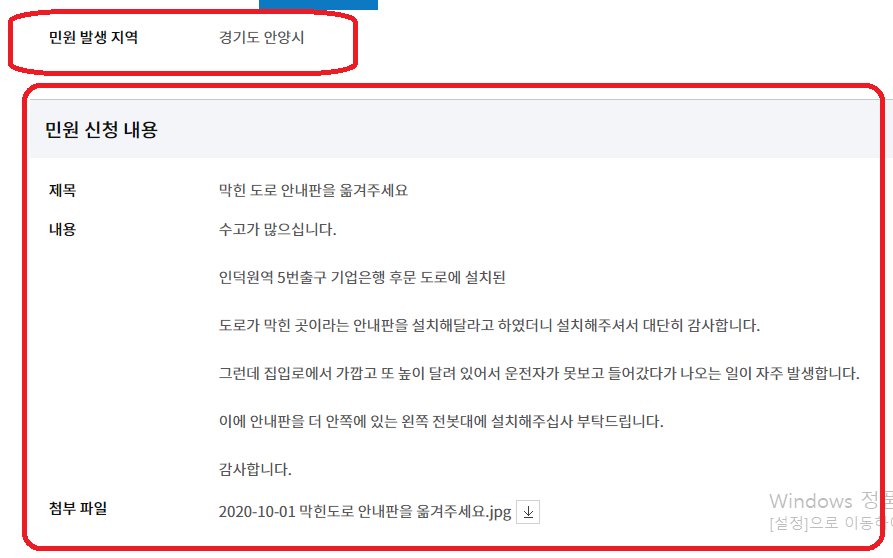 민원 발생 지역 경기도 안양시
민원 신청 내용
제목 막힌 도로 안내판을 옮겨주세요
내용 수고가 많으십니다.
인덕원역 5번출구 기업은행 후문 도로에 설치된
도로가 막힌 곳이라는 안내판을 설치해달라고 하였더니 설치해주셔서 대단히 감사합니다.
그런데 집입로에서 가깝고 또 높이 달려 있어서 운전자가 못보고 들어갔다가 나오는 일이 자주 발생합니다.
이에 안내판을 더 안쪽에 있는 왼쪽 전봇대에 설치해주십사 부탁드립니다.
감사합니다.
첨부 파일 2020-10-01 막힌도로 안내판을 옮겨주세요.jpg
Windows
[설정]으로